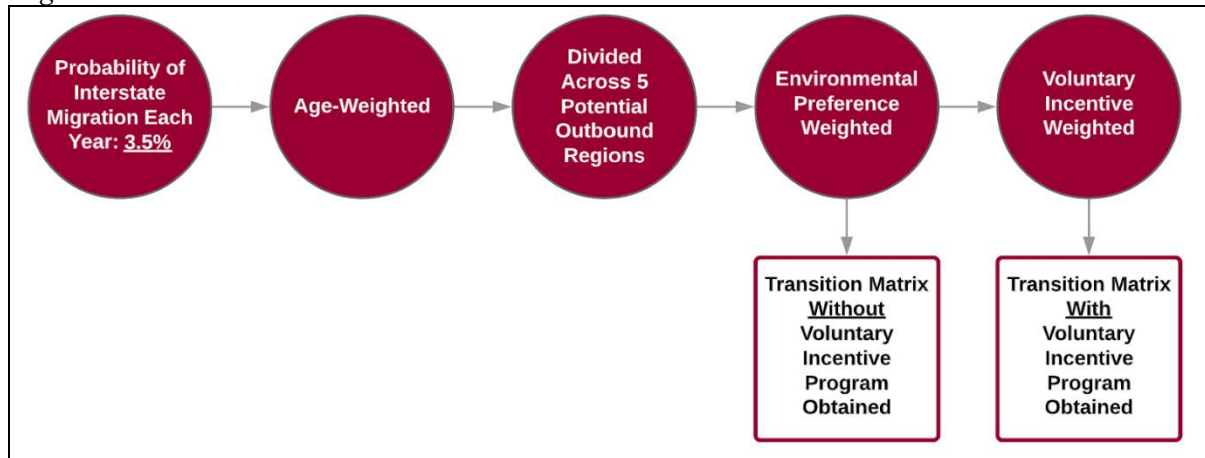 Probability of
Interstate
Migration Each
Year: 3.5%
Age-Weighted
Divided
Across 5
Potential
Outbound
Regions
Environmental
Preference
Weighted
Voluntary
Incentive
Weighted
Transition Matrix
Without
Voluntary
Incentive
Program
Obtained
Transition Matrix
With
Voluntary
Incentive
Program
Obtained